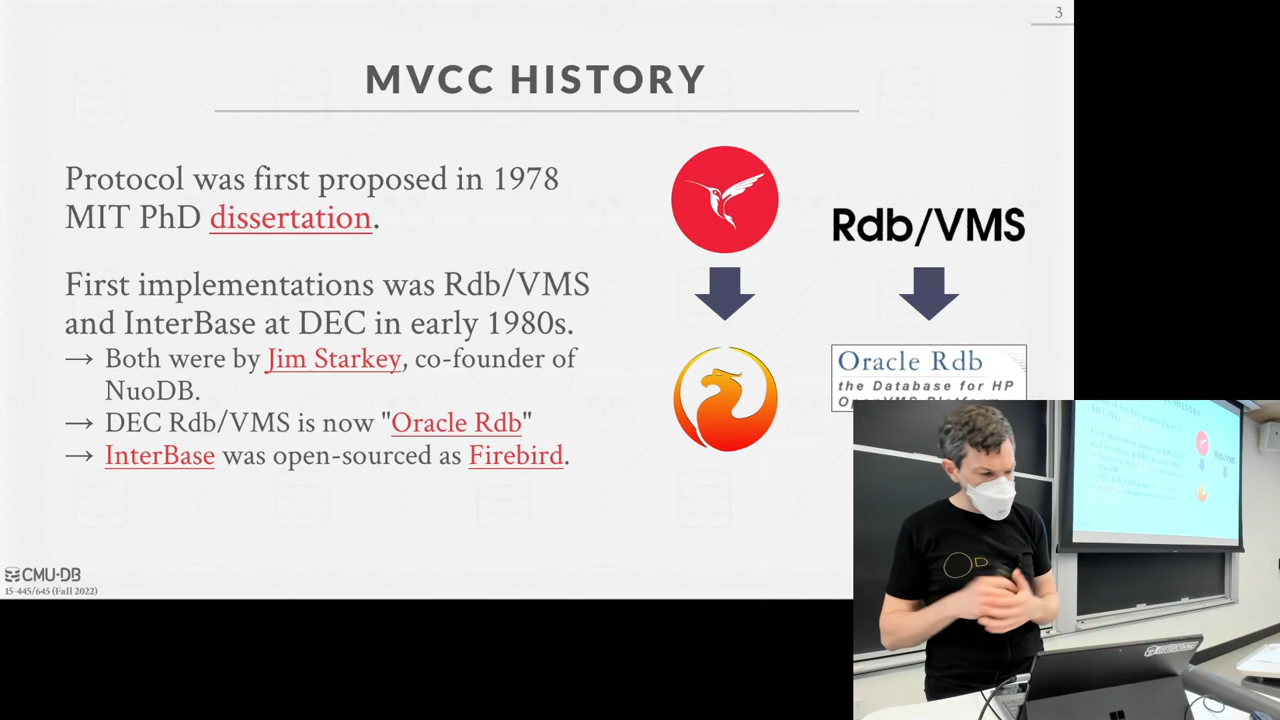 3
MVCC HISTORY
Protocol was first proposed in 1978
MIT PhD dissertation.
First implementations was Rdb/VMS
and InterBase at DEC in early 1980s.
→ Both were by Jim Starkey, co-founder of
NuoDB.
→ DEC Rdb/VMS is now "Oracle Rdb"
→ InterBase was open-sourced as Firebird.
Rdb/VMS
Oracle Rdb
the Database for HP
CMU·DB
15-445/645 (Fall 2022)